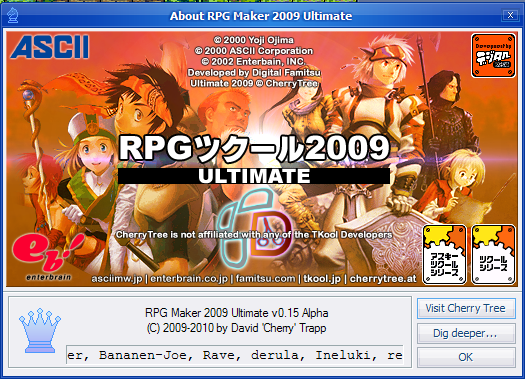 About RPG Maker 2009 Ultimate
ASCII
© 2000 Yoji Ojima
© 2000 ASCII Corporation
© 2002 Enterbrain, INC.
Developed by Digital Famitsu
Ultimate 2009 © CherryTree
Developed by
デジタル
RPGツクール2009
ULTIMATE
CherryTree is not affiliated with any of the TKool Developers
eb!
enterbrain
アスキー
ツクール
シリーズ
ツクール
シリーズ
asciimw.jp | enterbrain.co.jp | famitsu.com | tkool.jp | cherrytree.at
RPG Maker 2009 Ultimate v0.15 Alpha
(C) 2009-2010 by David 'Cherry' Trapp
er, Bananen-Joe, Rave, derula, Ineluki, re
Visit Cherry Tree
Dig deeper...
OK